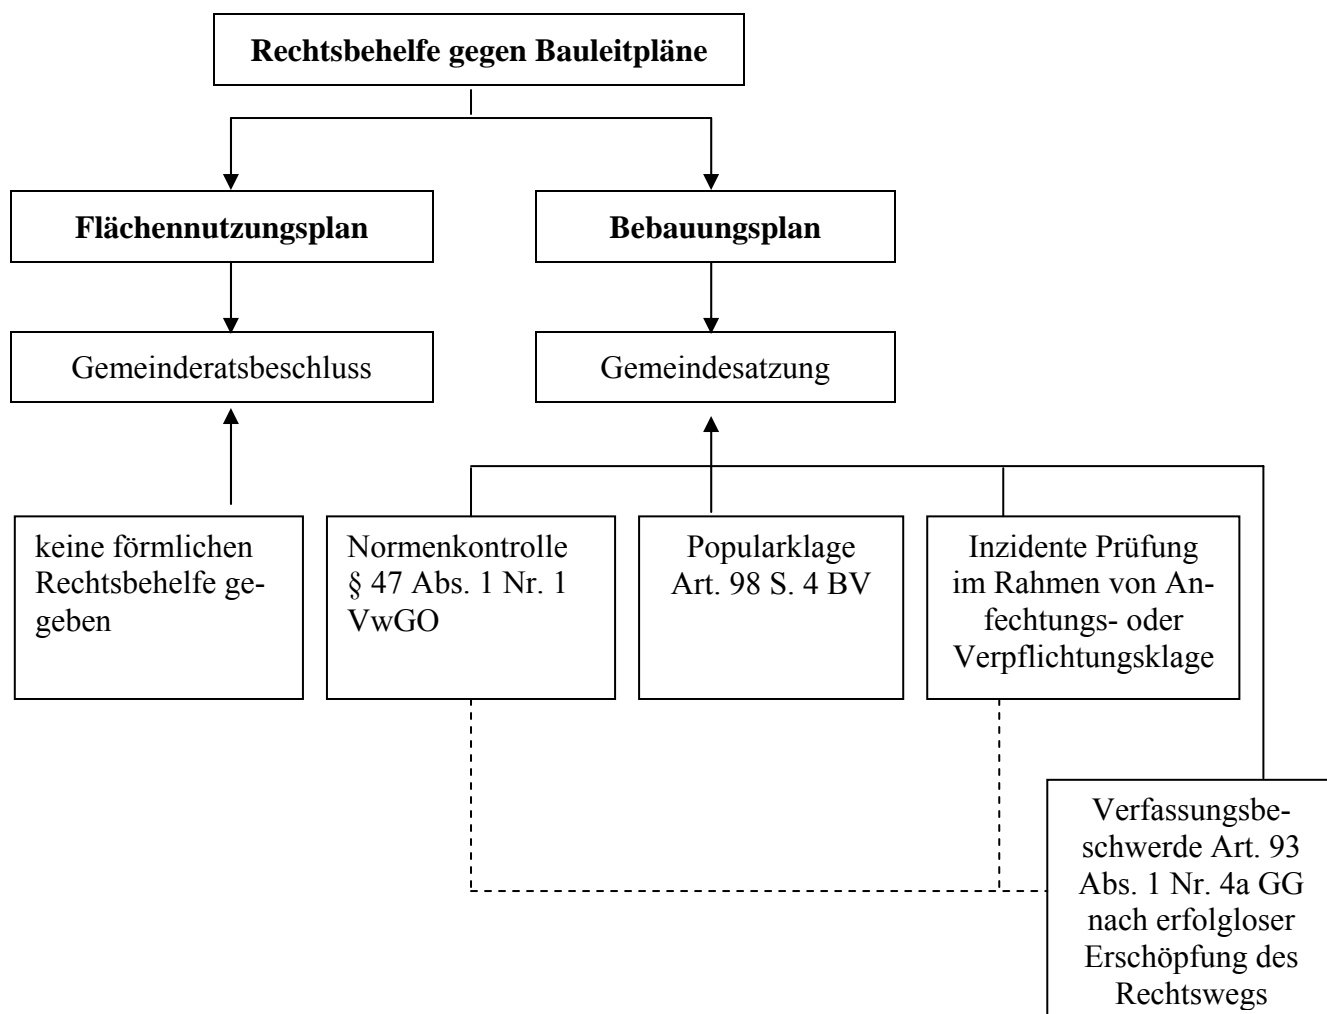 Rechtsbehelfe gegen Bauleitpläne
Flächennutzungsplan
Bebauungsplan
Gemeinderatsbeschluss
Gemeindesatzung
keine förmlichen
Rechtsbehelfe ge-
geben
Normenkontrolle
§ 47 Abs. 1 Nr. 1
VwGO
Popularklage
Art. 98 S. 4 BV
Inzidente Prüfung
im Rahmen von An-
fechtungs- oder
Verpflichtungsklage
Verfassungsbe-
schwerde Art. 93
Abs. 1 Nr. 4a GG
nach erfolgloser
Erschöpfung des
Rechtswegs